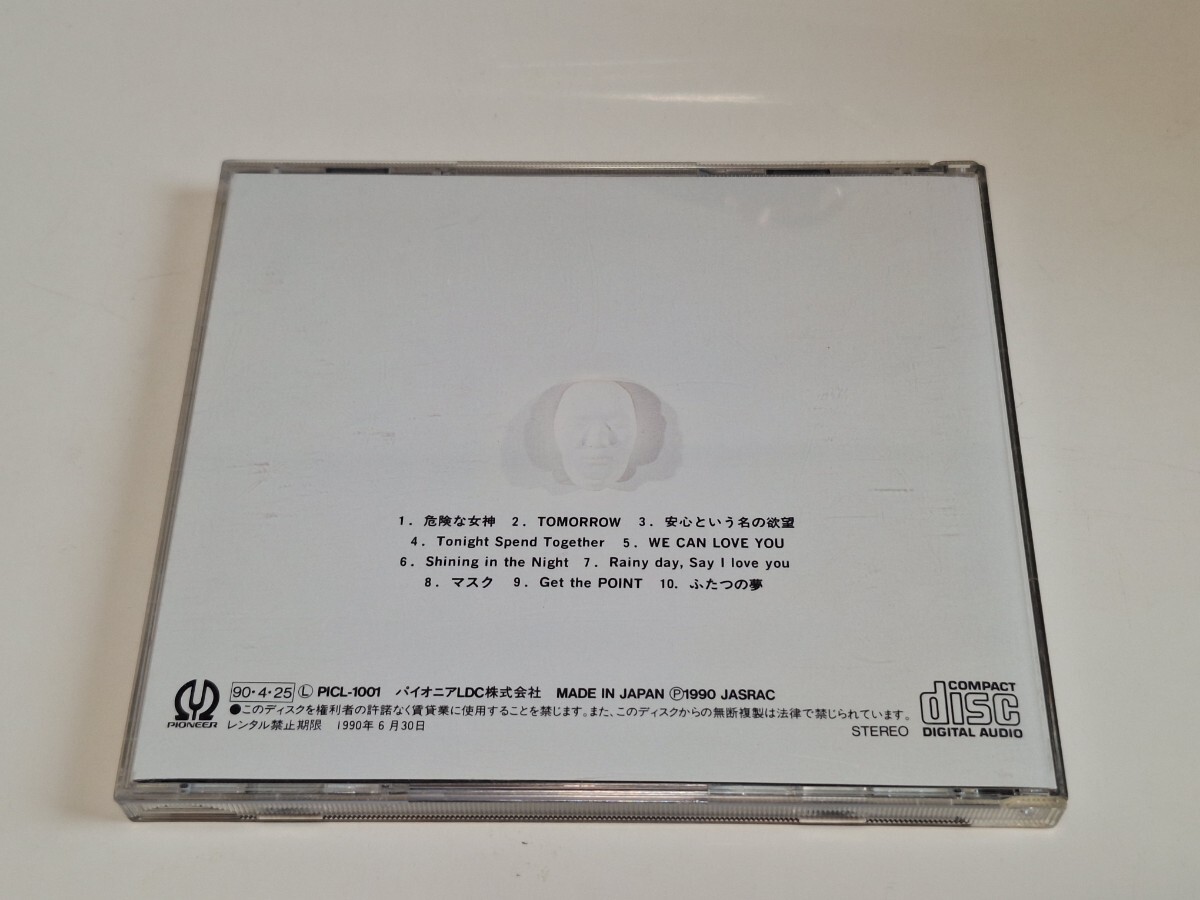 1. 危険な女神 2. TOMORROW 3. 安心という名の欲望
4. Tonight Spend Together 5. WE CAN LOVE YOU
6. Shining in the Night 7. Rainy day, Say I love you
8. マスク 9. Get the POINT 10. ふたつの夢
PIONEER
90・4・25 Ⓛ PICL-1001 パイオニアLDC株式会社 MADE IN JAPAN Ⓟ1990 JASRAC
●このディスクを権利者の許諾なく賃貸業に使用することを禁じます。また、このディスクからの無断複製は法律で禁じられています。
レンタル禁止期限 1990年6月30日
STEREO
COMPACT
disc
DIGITAL AUDIO